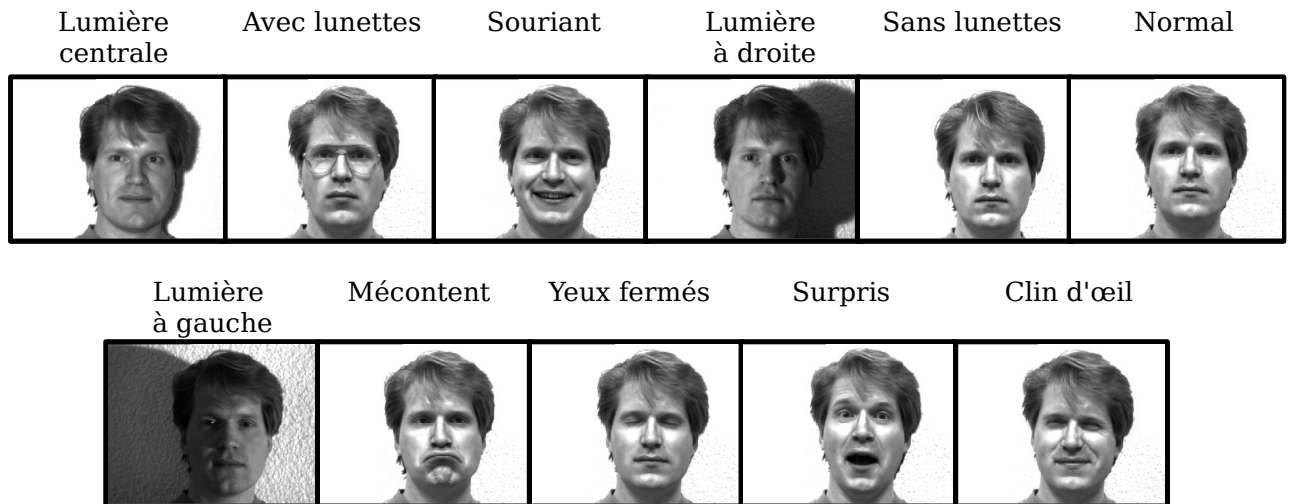 Lumière
centrale
Avec lunettes
Souriant
Lumière
à droite
Sans lunettes
Normal
Lumière
à gauche
Mécontent
Yeux fermés
Surpris
Clin d'œil